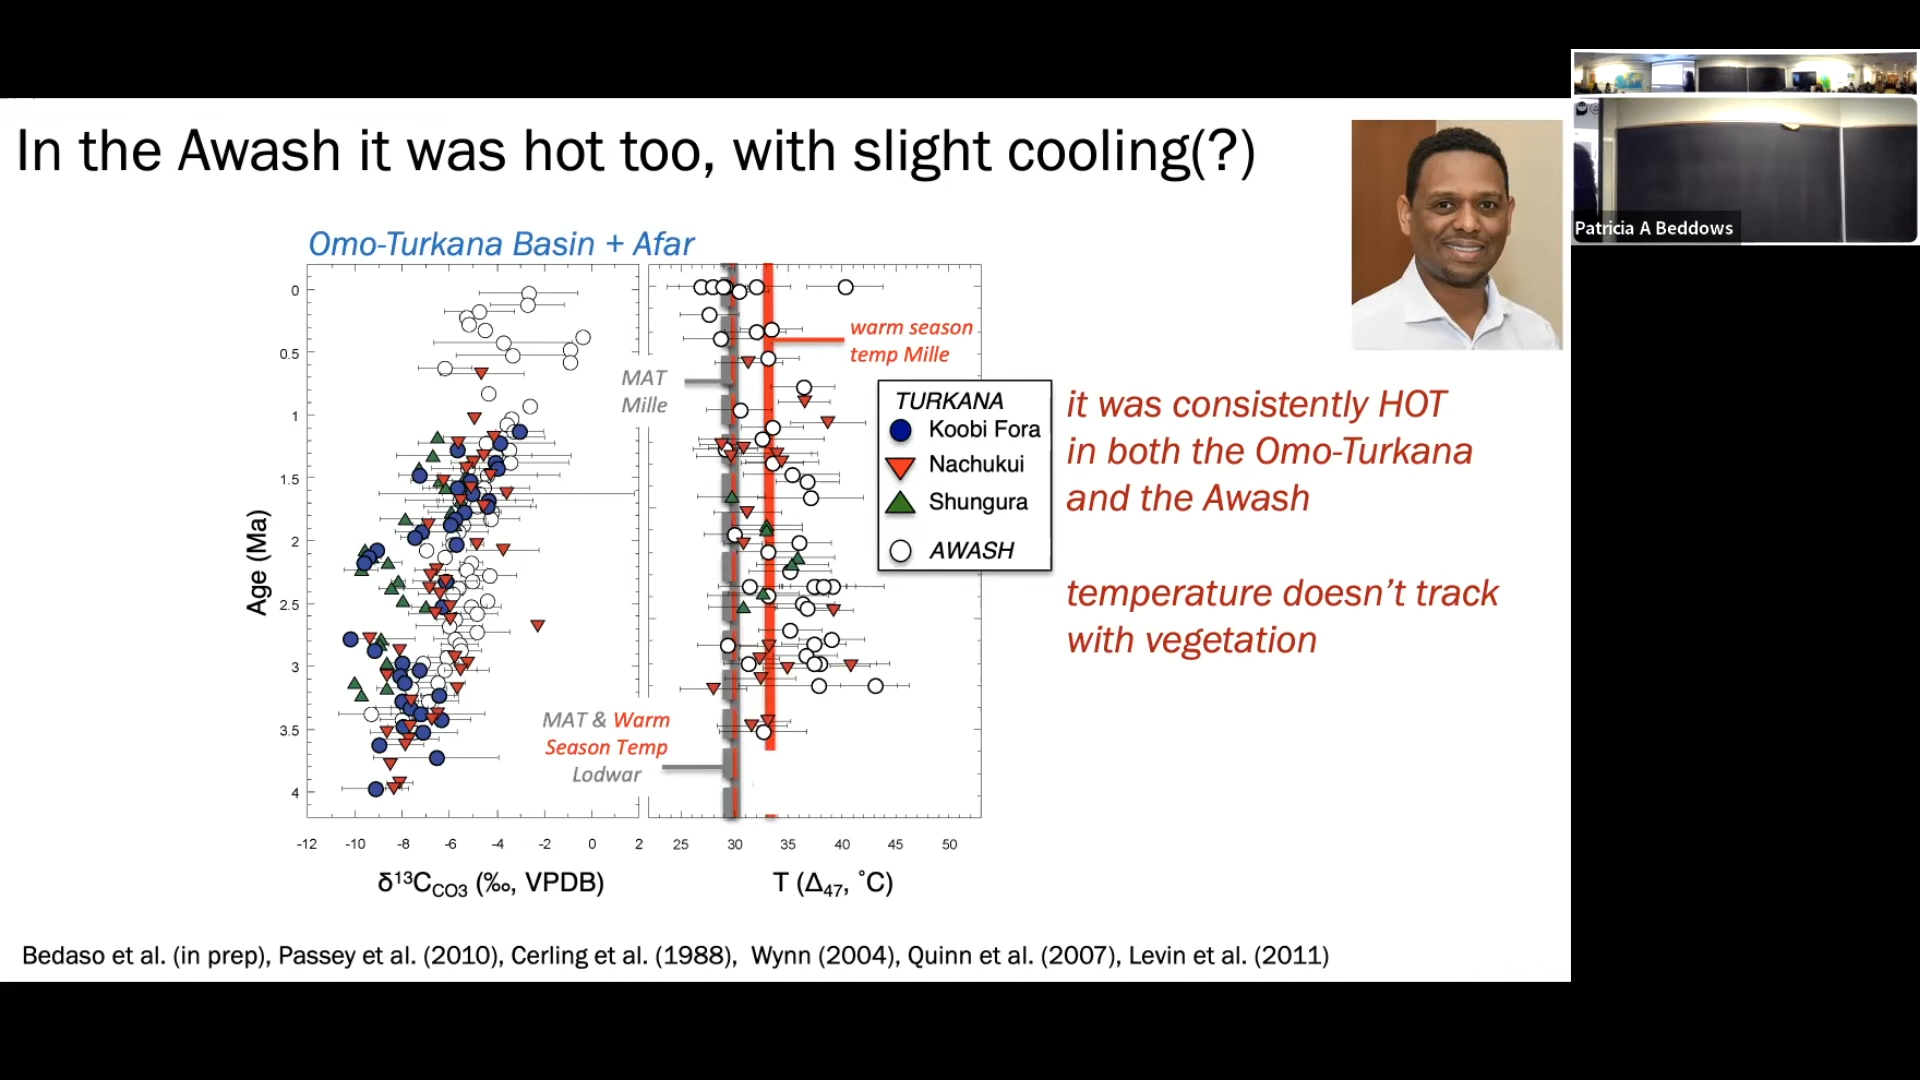 In the Awash it was hot too, with slight cooling(?)
Patricia A Beddows
Omo-Turkana Basin + Afar
0
0.5
1
1.5
2
2.5
3
3.5
4
Age (Ma)
-12 -10 -8 -6 -4 -2 0 2
δ¹³C_CO3 (‰, VPDB)
MAT
Mille
MAT & Warm
Season Temp
Lodwar
warm season
temp Mille
25 30 35 40 45 50
T (Δ₄₇, ˚C)
TURKANA
Koobi Fora
Nachukui
Shungura
AWASH
it was consistently HOT
in both the Omo-Turkana
and the Awash
temperature doesn’t track
with vegetation
Bedaso et al. (in prep), Passey et al. (2010), Cerling et al. (1988), Wynn (2004), Quinn et al. (2007), Levin et al. (2011)